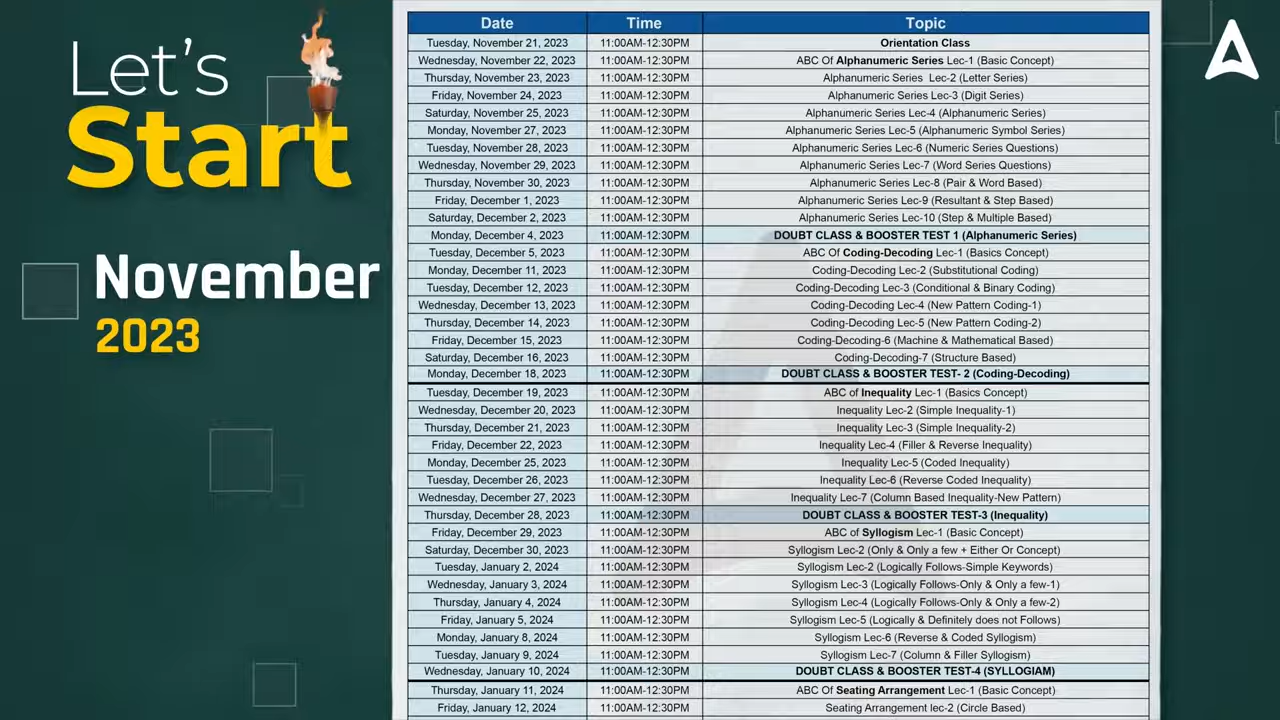 Let's
Start
November
2023
Date Time Topic
Tuesday, November 21, 2023 11:00AM-12:30PM Orientation Class
Wednesday, November 22, 2023 11:00AM-12:30PM ABC Of Alphanumeric Series Lec-1 (Basic Concept)
Thursday, November 23, 2023 11:00AM-12:30PM Alphanumeric Series Lec-2 (Letter Series)
Friday, November 24, 2023 11:00AM-12:30PM Alphanumeric Series Lec-3 (Digit Series)
Saturday, November 25, 2023 11:00AM-12:30PM Alphanumeric Series Lec-4 (Alphanumeric Series)
Monday, November 27, 2023 11:00AM-12:30PM Alphanumeric Series Lec-5 (Alphanumeric Symbol Series)
Tuesday, November 28, 2023 11:00AM-12:30PM Alphanumeric Series Lec-6 (Numeric Series Questions)
Wednesday, November 29, 2023 11:00AM-12:30PM Alphanumeric Series Lec-7 (Word Series Questions)
Thursday, November 30, 2023 11:00AM-12:30PM Alphanumeric Series Lec-8 (Pair & Word Based)
Friday, December 1, 2023 11:00AM-12:30PM Alphanumeric Series Lec-9 (Resultant & Step Based)
Saturday, December 2, 2023 11:00AM-12:30PM Alphanumeric Series Lec-10 (Step & Multiple Based)
Monday, December 4, 2023 11:00AM-12:30PM DOUBT CLASS & BOOSTER TEST 1 (Alphanumeric Series)
Tuesday, December 5, 2023 11:00AM-12:30PM ABC Of Coding-Decoding Lec-1 (Basics Concept)
Monday, December 11, 2023 11:00AM-12:30PM Coding-Decoding Lec-2 (Substitutional Coding)
Tuesday, December 12, 2023 11:00AM-12:30PM Coding-Decoding Lec-3 (Conditional & Binary Coding)
Wednesday, December 13, 2023 11:00AM-12:30PM Coding-Decoding Lec-4 (New Pattern Coding-1)
Thursday, December 14, 2023 11:00AM-12:30PM Coding-Decoding Lec-5 (New Pattern Coding-2)
Friday, December 15, 2023 11:00AM-12:30PM Coding-Decoding-6 (Machine & Mathematical Based)
Saturday, December 16, 2023 11:00AM-12:30PM Coding-Decoding-7 (Structure Based)
Monday, December 18, 2023 11:00AM-12:30PM DOUBT CLASS & BOOSTER TEST- 2 (Coding-Decoding)
Tuesday, December 19, 2023 11:00AM-12:30PM ABC of Inequality Lec-1 (Basics Concept)
Wednesday, December 20, 2023 11:00AM-12:30PM Inequality Lec-2 (Simple Inequality-1)
Thursday, December 21, 2023 11:00AM-12:30PM Inequality Lec-3 (Simple Inequality-2)
Friday, December 22, 2023 11:00AM-12:30PM Inequality Lec-4 (Filler & Reverse Inequality)
Monday, December 25, 2023 11:00AM-12:30PM Inequality Lec-5 (Coded Inequality)
Tuesday, December 26, 2023 11:00AM-12:30PM Inequality Lec-6 (Reverse Coded Inequality)
Wednesday, December 27, 2023 11:00AM-12:30PM Inequality Lec-7 (Column Based Inequality-New Pattern)
Thursday, December 28, 2023 11:00AM-12:30PM DOUBT CLASS & BOOSTER TEST-3 (Inequality)
Friday, December 29, 2023 11:00AM-12:30PM ABC of Syllogism Lec-1 (Basic Concept)
Saturday, December 30, 2023 11:00AM-12:30PM Syllogism Lec-2 (Only & Only a few + Either Or Concept)
Tuesday, January 2, 2024 11:00AM-12:30PM Syllogism Lec-2 (Logically Follows-Simple Keywords)
Wednesday, January 3, 2024 11:00AM-12:30PM Syllogism Lec-3 (Logically Follows-Only & Only a few-1)
Thursday, January 4, 2024 11:00AM-12:30PM Syllogism Lec-4 (Logically Follows-Only & Only a few-2)
Friday, January 5, 2024 11:00AM-12:30PM Syllogism Lec-5 (Logically & Definitely does not Follows)
Monday, January 8, 2024 11:00AM-12:30PM Syllogism Lec-6 (Reverse & Coded Syllogism)
Tuesday, January 9, 2024 11:00AM-12:30PM Syllogism Lec-7 (Column & Filler Syllogism)
Wednesday, January 10, 2024 11:00AM-12:30PM DOUBT CLASS & BOOSTER TEST-4 (SYLLOGIAM)
Thursday, January 11, 2024 11:00AM-12:30PM ABC Of Seating Arrangement Lec-1 (Basic Concept)
Friday, January 12, 2024 11:00AM-12:30PM Seating Arrangement lec-2 (Circle Based)